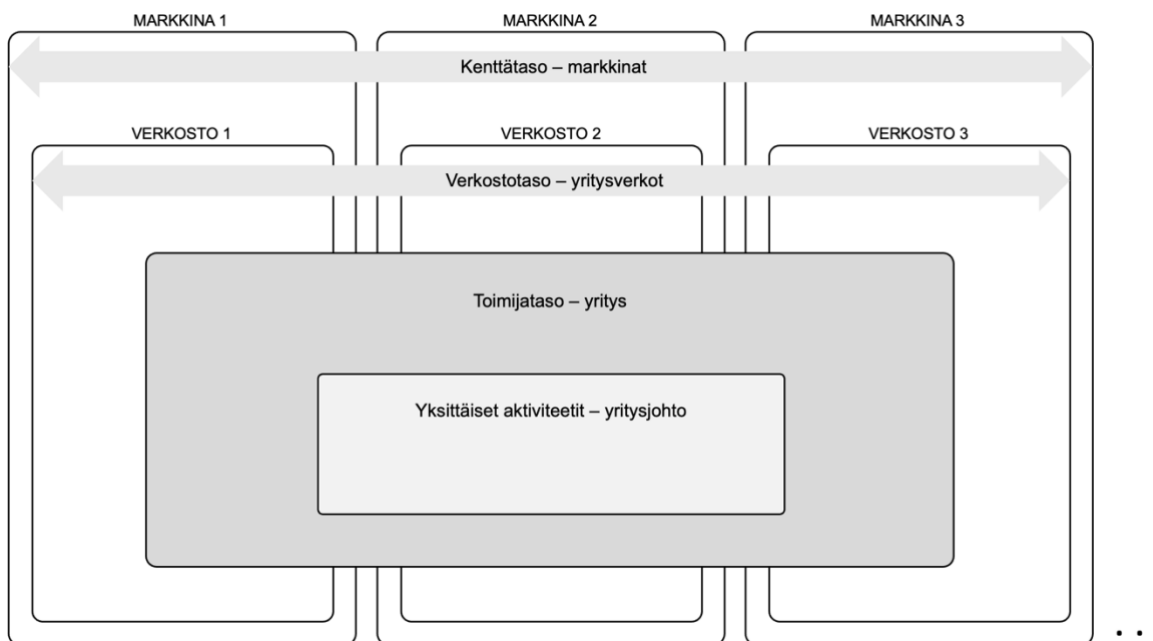 MARKKINA 1
MARKKINA 2
MARKKINA 3
Kenttätaso – markkinat
VERKOSTO 1
VERKOSTO 2
VERKOSTO 3
Verkostotaso – yritysverkot
Toimijataso – yritys
Yksittäiset aktiviteetit – yritysjohto
. .